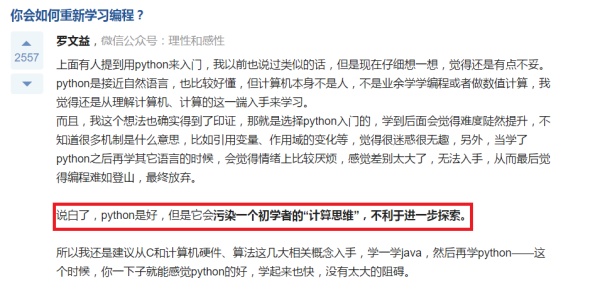 你会如何重新学习编程？
2557
罗文益，微信公众号：理性和感性
上面有人提到用python来入门，我以前也说过类似的话，但是现在仔细想一想，觉得还是有点不妥。
python是接近自然语言，也比较好懂，但计算机本身不是人，不是业余学学编程或者做数值计算，我
觉得还是从理解计算机、计算的这一端入手来学习。
而且，我这个想法也确实得到了印证，那就是选择python入门的，学到后面会觉得难度陡然提升，不
知道很多机制是什么意思，比如引用变量、作用域的变化等，觉得很迷惑很无趣，另外，当学了
python之后再学其它语言的时候，会觉得情绪上比较厌烦，感觉差别太大了，无法入手，从而最后觉
得编程难如登山，最终放弃。
说白了，python是好，但是它会污染一个初学者的“计算思维”，不利于进一步探索。
所以我还是建议从C和计算机硬件、算法这几大相关概念入手，学一学java，然后再学python——这
个时候，你一下子就能感觉python的好，学起来也快，没有太大的阻碍。